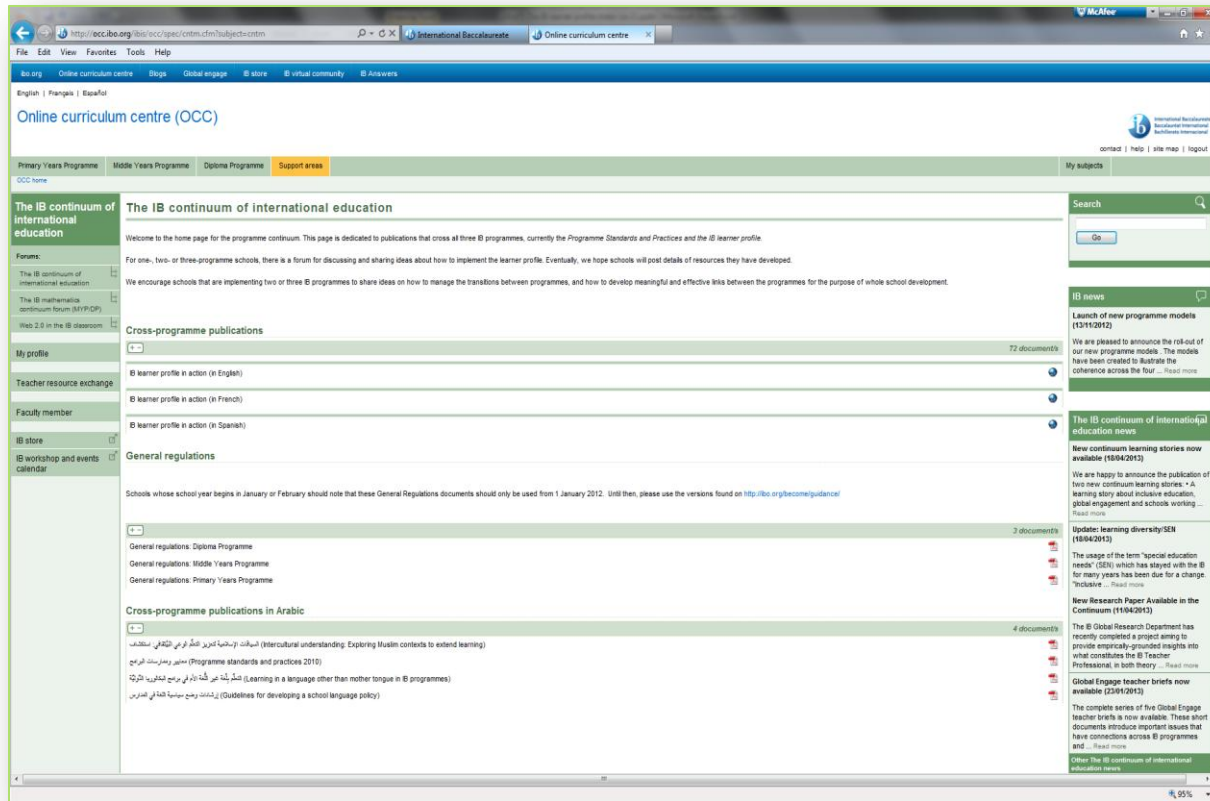 McAfee
http://occ.ibo.org/ibis/occ/spec/cntm.cfm?subject=cntm
International Baccalaureate
Online curriculum centre
File Edit View Favorites Tools Help
ibo.org Online curriculum centre Blogs Global engage IB store IB virtual community IB Answers
English | Français | Español
Online curriculum centre (OCC)
International Baccalaureate
Baccalauréat International
Bachillerato Internacional
contact | help | site map | logout
Primary Years Programme Middle Years Programme Diploma Programme Support areas My subjects
OCC home
The IB continuum of
international
education
Forums:
The IB continuum of
international education
The IB mathematics
continuum forum (MYP/DP)
Web 2.0 in the IB classroom
My profile
Teacher resource exchange
Faculty member
IB store
IB workshop and events
calendar
The IB continuum of international education
Welcome to the home page for the programme continuum. This page is dedicated to publications that cross all three IB programmes, currently the Programme Standards and Practices and the IB learner profile.
For one-, two- or three-programme schools, there is a forum for discussing and sharing ideas about how to implement the learner profile. Eventually, we hope schools will post details of resources they have developed.
We encourage schools that are implementing two or three IB programmes to share ideas on how to manage the transitions between programmes, and how to develop meaningful and effective links between the programmes for the purpose of whole school development.
Cross-programme publications
72 document/s
IB learner profile in action (in English)
IB learner profile in action (in French)
IB learner profile in action (in Spanish)
General regulations
Schools whose school year begins in January or February should note that these General Regulations documents should only be used from 1 January 2012. Until then, please use the versions found on http://ibo.org/become/guidance/
3 document/s
General regulations: Diploma Programme
General regulations: Middle Years Programme
General regulations: Primary Years Programme
Cross-programme publications in Arabic
4 document/s
(Intercultural understanding: Exploring Muslim contexts to extend learning)
معايير وممارسات البرامج (Programme standards and practices 2010)
(Learning in a language other than mother tongue in IB programmes) التعلّم بلُغة غير اللُّغة الأم في برامج البكالوريا الدّوليّة
(Guidelines for developing a school language policy) إرشادات وضع سياسية اللغة في المدارس
Search
Go
IB news
Launch of new programme models
(13/11/2012)
We are pleased to announce the roll-out of
our new programme models . The models
have been created to illustrate the
coherence across the four ... Read more
The IB continuum of international
education news
New continuum learning stories now
available (18/04/2013)
We are happy to announce the publication of
two new continuum learning stories: • A
learning story about inclusive education,
global engagement and schools working ...
Read more
Update: learning diversity/SEN
(18/04/2013)
The usage of the term "special education
needs" (SEN) which has stayed with the IB
for many years has been due for a change.
"Inclusive ... Read more
New Research Paper Available in the
Continuum (11/04/2013)
The IB Global Research Department has
recently completed a project aiming to
provide empirically-grounded insights into
what constitutes the IB Teacher
Professional, in both theory ... Read more
Global Engage teacher briefs now
available (23/01/2013)
The complete series of five Global Engage
teacher briefs is now available. These short
documents introduce important issues that
have connections across IB programmes
and ... Read more
Other The IB continuum of international
education news
95%